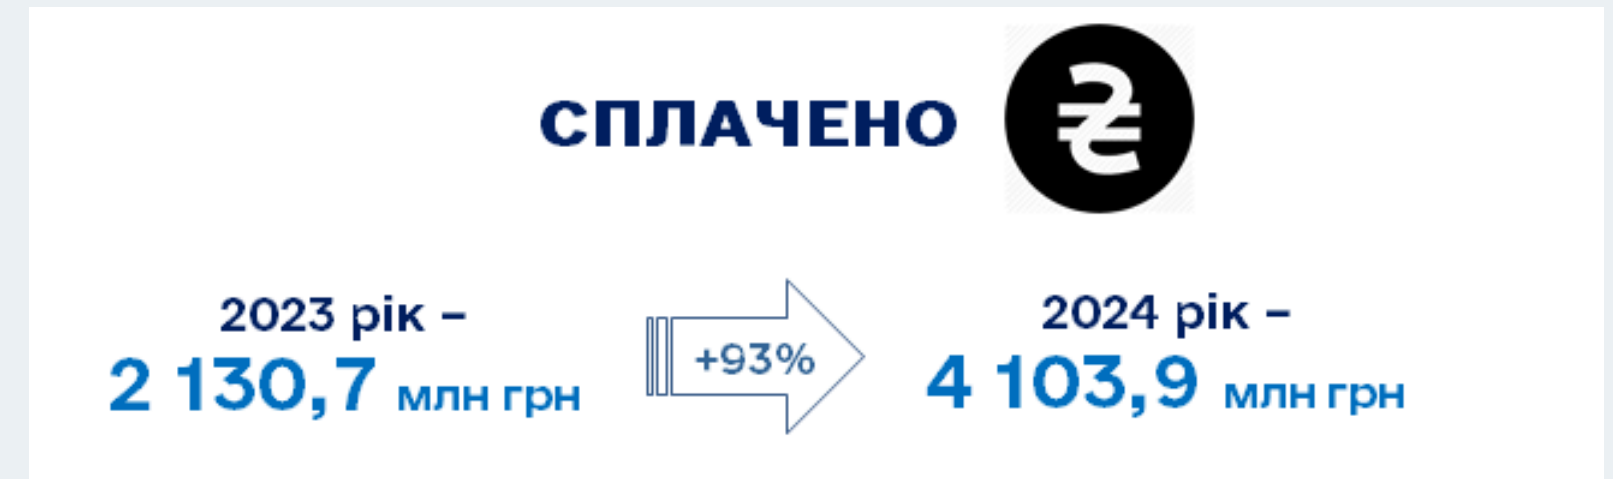 СПЛАЧЕНО ₴
2023 рік –
2 130,7 млн грн
+93%
2024 рік –
4 103,9 млн грн